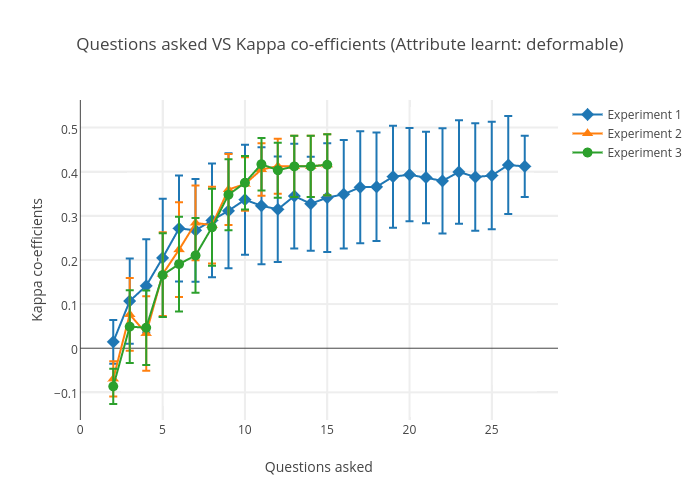 Questions asked VS Kappa co-efficients (Attribute learnt: deformable)
Experiment 1
Experiment 2
Experiment 3
Kappa co-efficients
0.5
0.4
0.3
0.2
0.1
0
−0.1
0 5 10 15 20 25
Questions asked